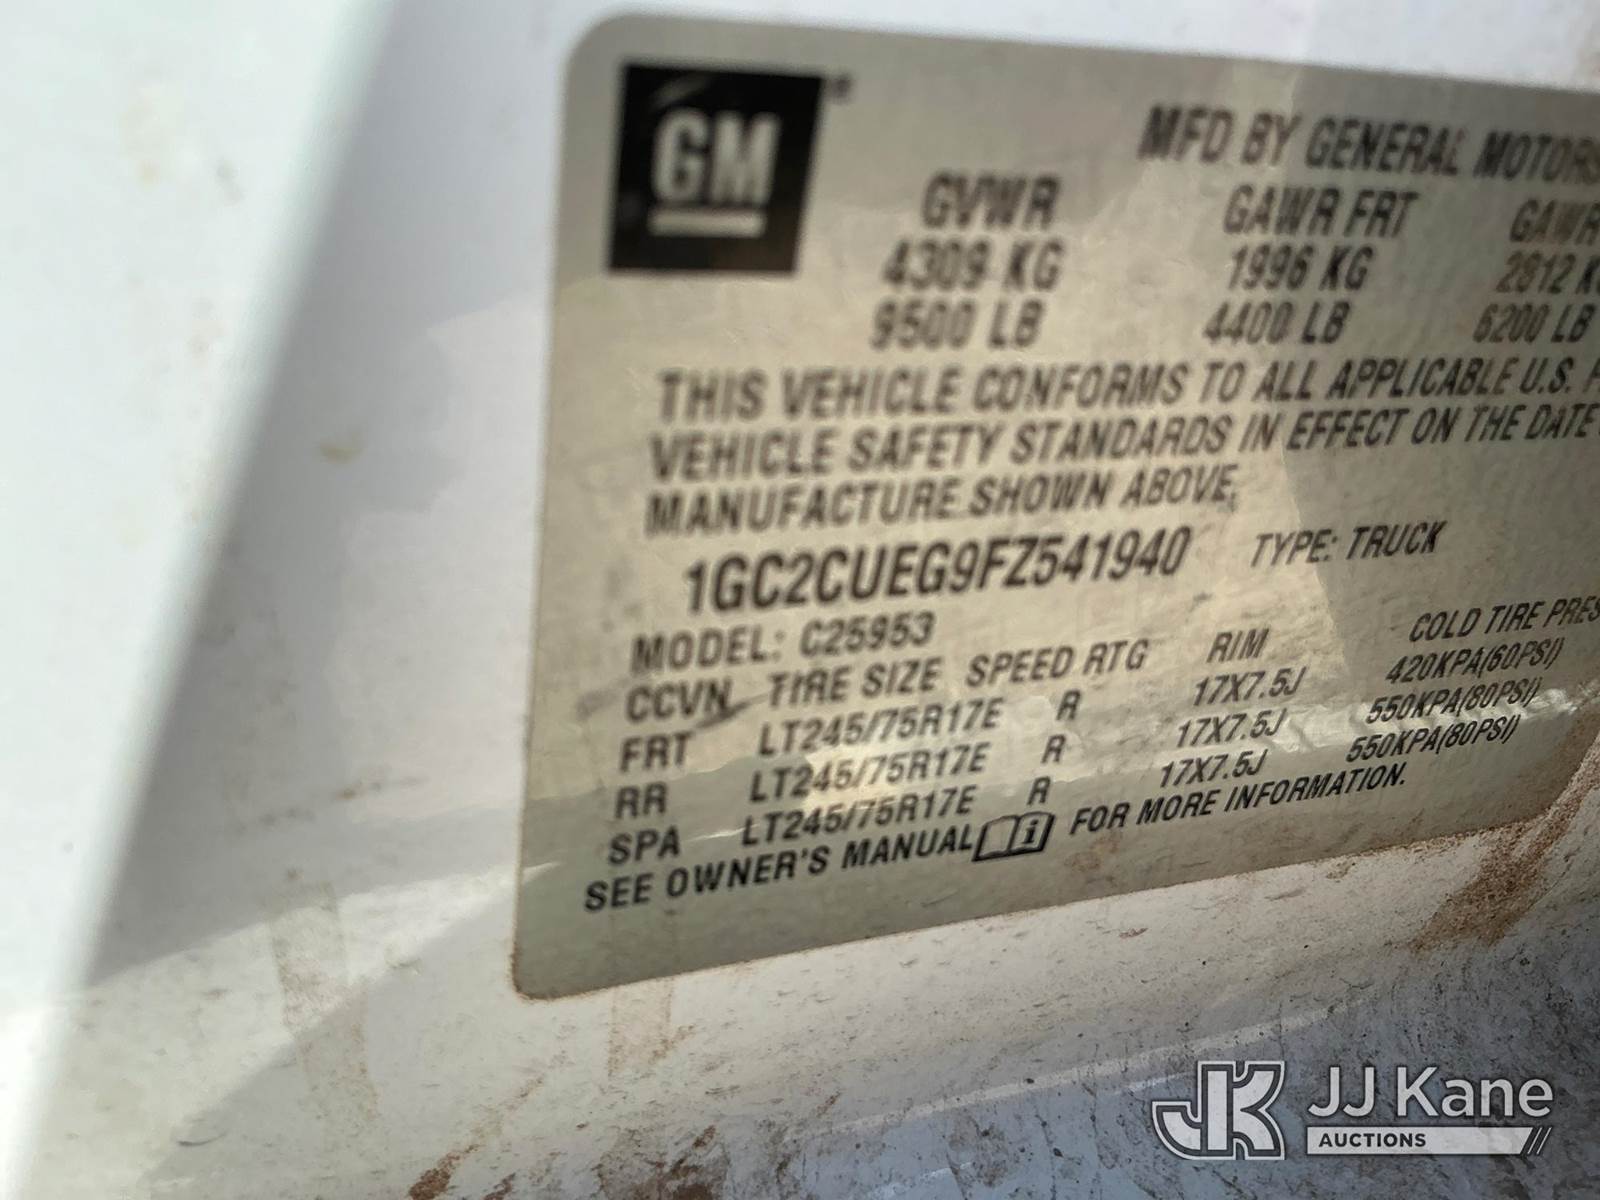 GM
MFD BY GENERAL MOTORS
GVWR GAWR FRT GAWR
4309 KG 1996 KG 2812
9500 LB 4400 LB 6200 LB
THIS VEHICLE CONFORMS TO ALL APPLICABLE U.S.
VEHICLE SAFETY STANDARDS IN EFFECT ON THE DATE
MANUFACTURE SHOWN ABOVE.
1GC2CUEG9FZ541940 TYPE: TRUCK
MODEL: C25953
CCVN TIRE SIZE SPEED RTG RIM COLD TIRE
FRT LT245/75R17E R 17X7.5J 420KPA(60PSI)
RR LT245/75R17E R 17X7.5J 550KPA(80PSI)
SPA LT245/75R17E R 17X7.5J 550KPA(80PSI)
SEE OWNER'S MANUAL FOR MORE INFORMATION.
JK JJ Kane
AUCTIONS